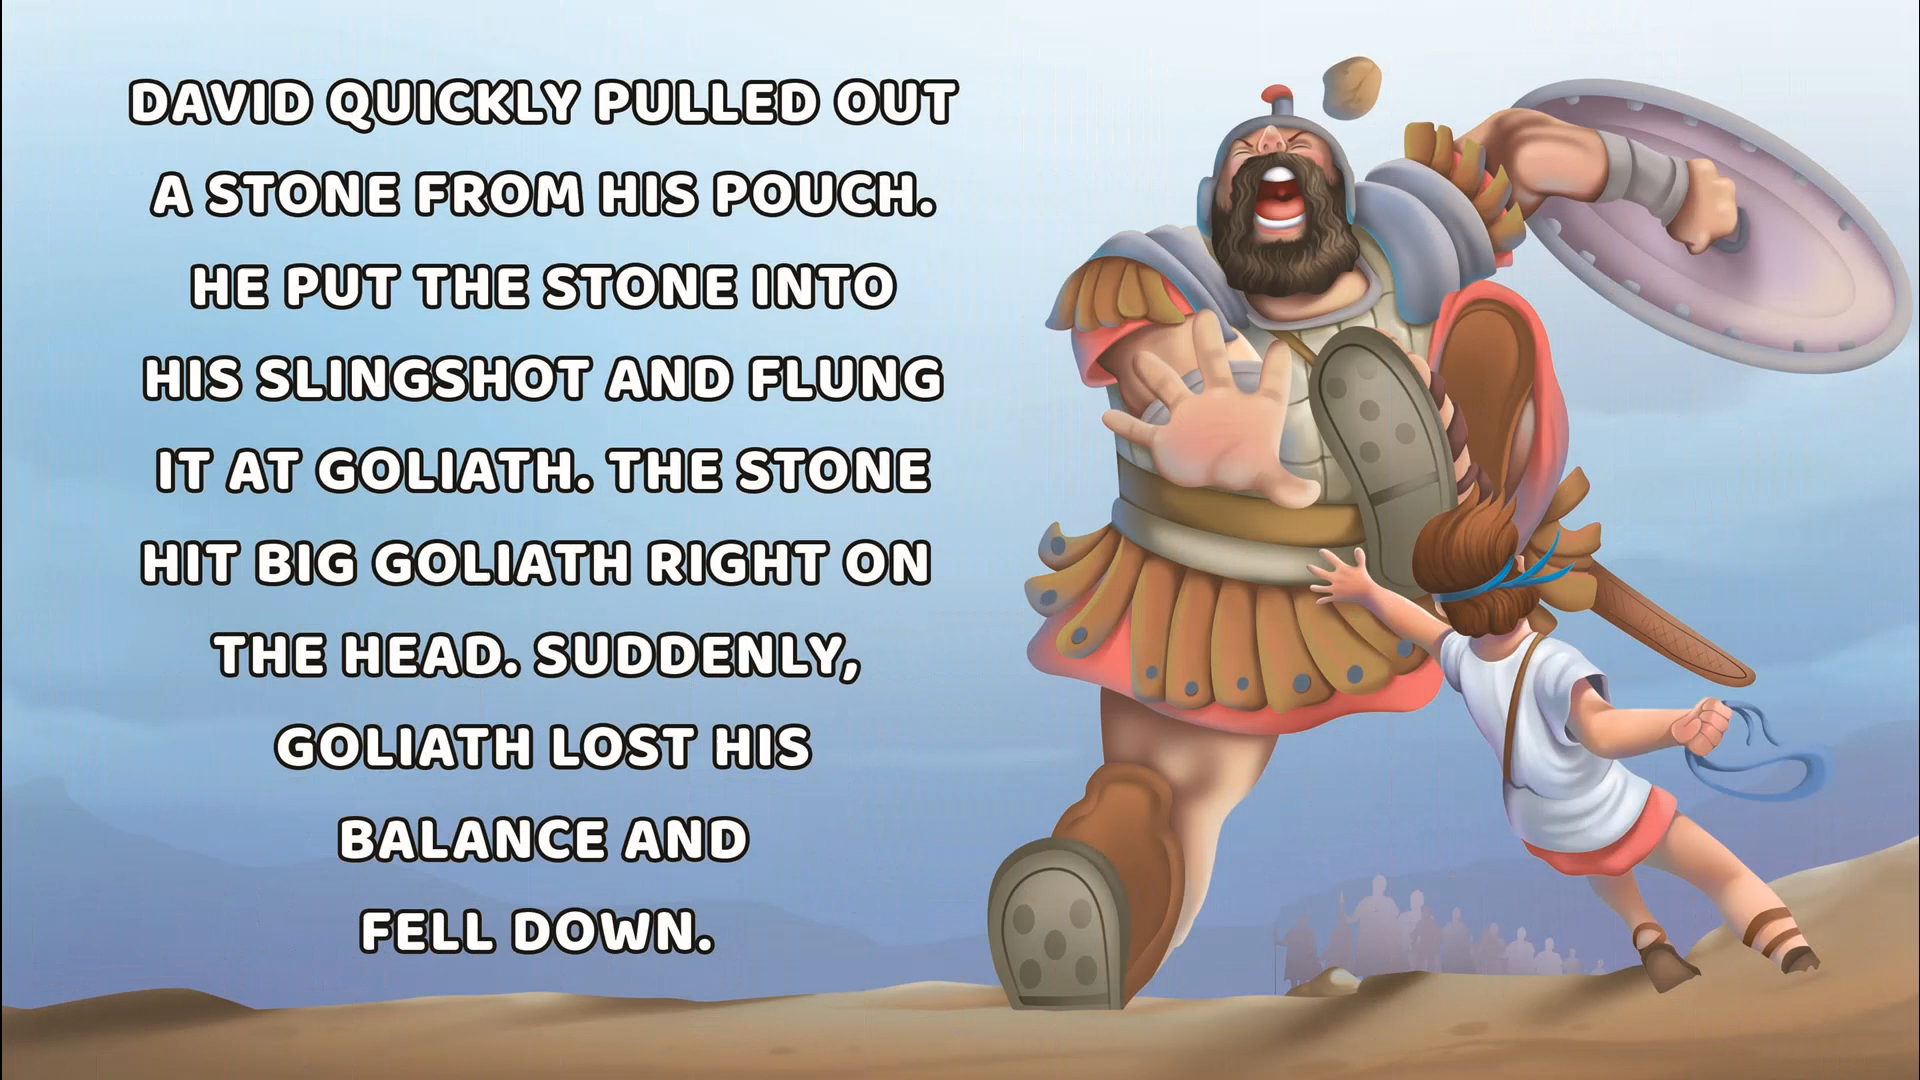 DAVID QUICKLY PULLED OUT
A STONE FROM HIS POUCH.
HE PUT THE STONE INTO
HIS SLINGSHOT AND FLUNG
IT AT GOLIATH. THE STONE
HIT BIG GOLIATH RIGHT ON
THE HEAD. SUDDENLY,
GOLIATH LOST HIS
BALANCE AND
FELL DOWN.